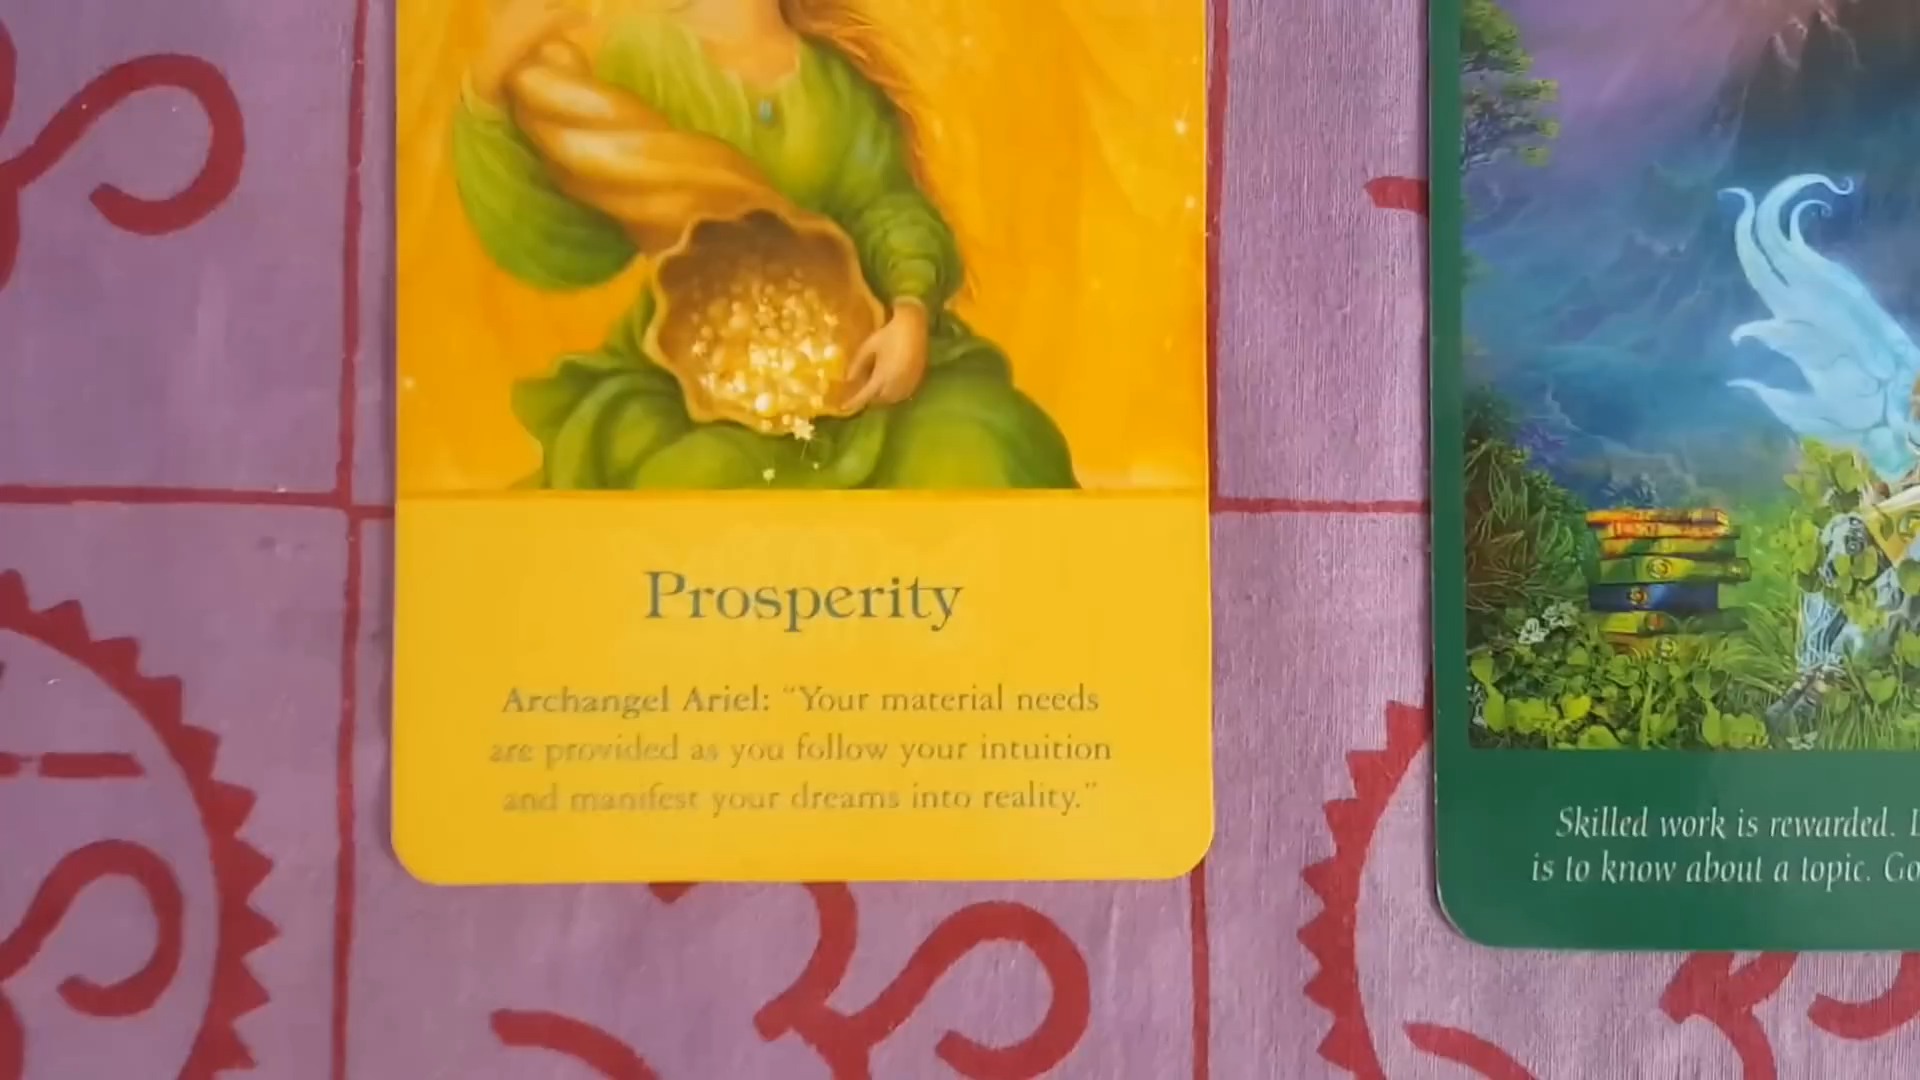 Prosperity
Archangel Ariel: “Your material needs
are provided as you follow your intuition
and manifest your dreams into reality.”
Skilled work is rewarded.
is to know about a topic.